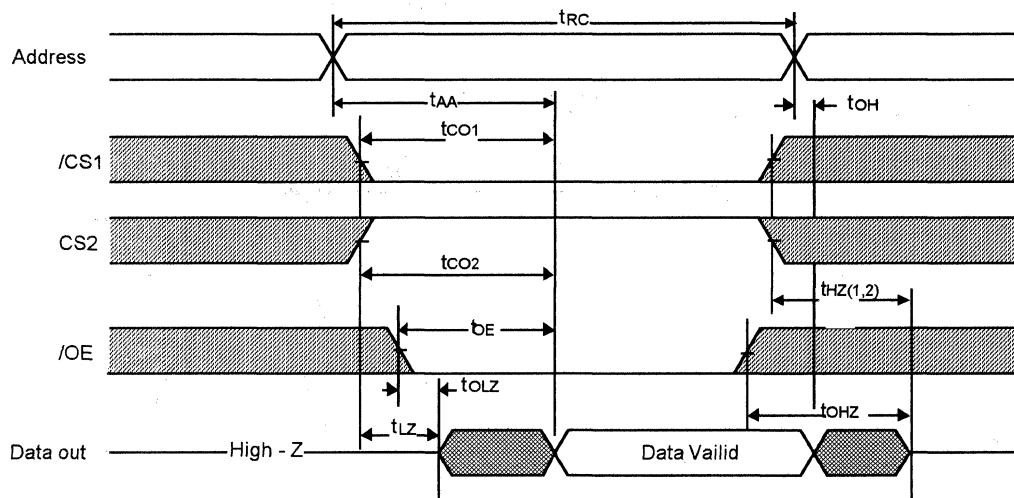 tRC
Address
tAA
tOH
tCO1
/CS1
CS2
tCO2
tHZ(1,2)
tOE
/OE
tOLZ
tOHZ
tLZ
Data out
High - Z
Data Vailid